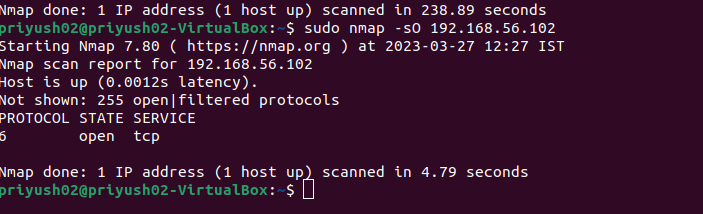 Nmap done: 1 IP address (1 host up) scanned in 238.89 seconds
priyush02@priyush02-VirtualBox:~$ sudo nmap -sO 192.168.56.102
Starting Nmap 7.80 ( https://nmap.org ) at 2023-03-27 12:27 IST
Nmap scan report for 192.168.56.102
Host is up (0.0012s latency).
Not shown: 255 open|filtered protocols
PROTOCOL STATE SERVICE
6        open  tcp
Nmap done: 1 IP address (1 host up) scanned in 4.79 seconds
priyush02@priyush02-VirtualBox:~$